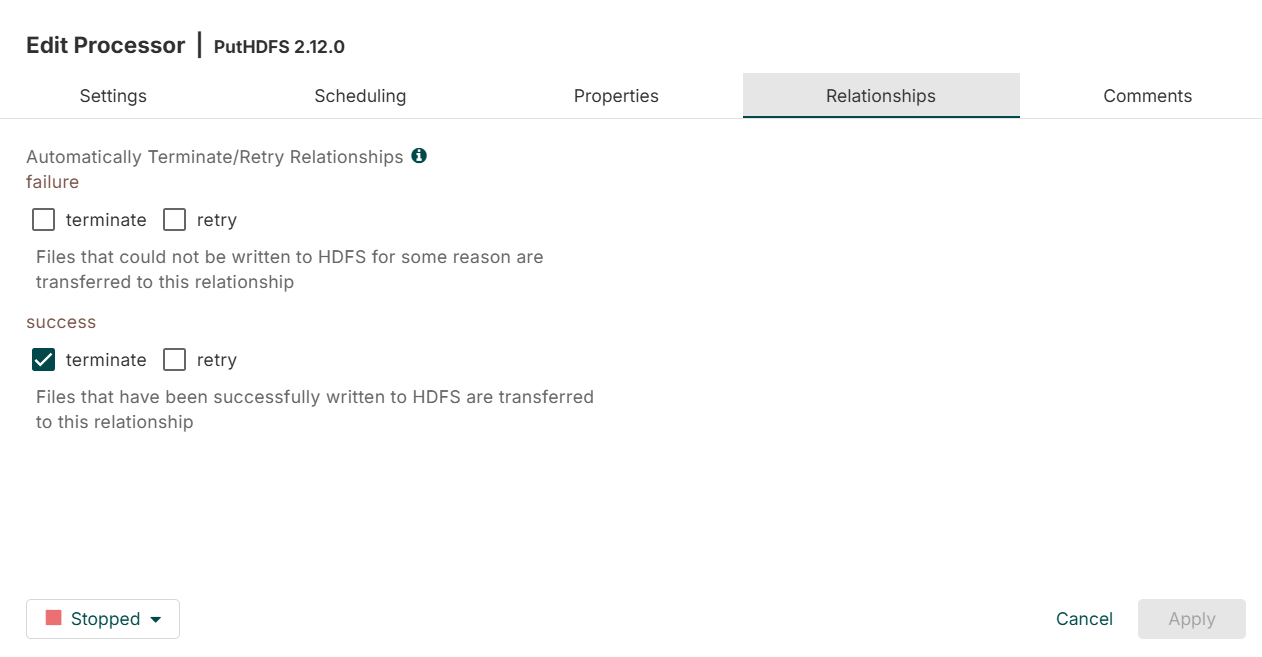 Edit Processor | PutHDFS 2.12.0
Settings Scheduling Properties Relationships Comments
Automatically Terminate/Retry Relationships
failure
terminate retry
Files that could not be written to HDFS for some reason are
transferred to this relationship
success
terminate retry
Files that have been successfully written to HDFS are transferred
to this relationship
Stopped Cancel Apply